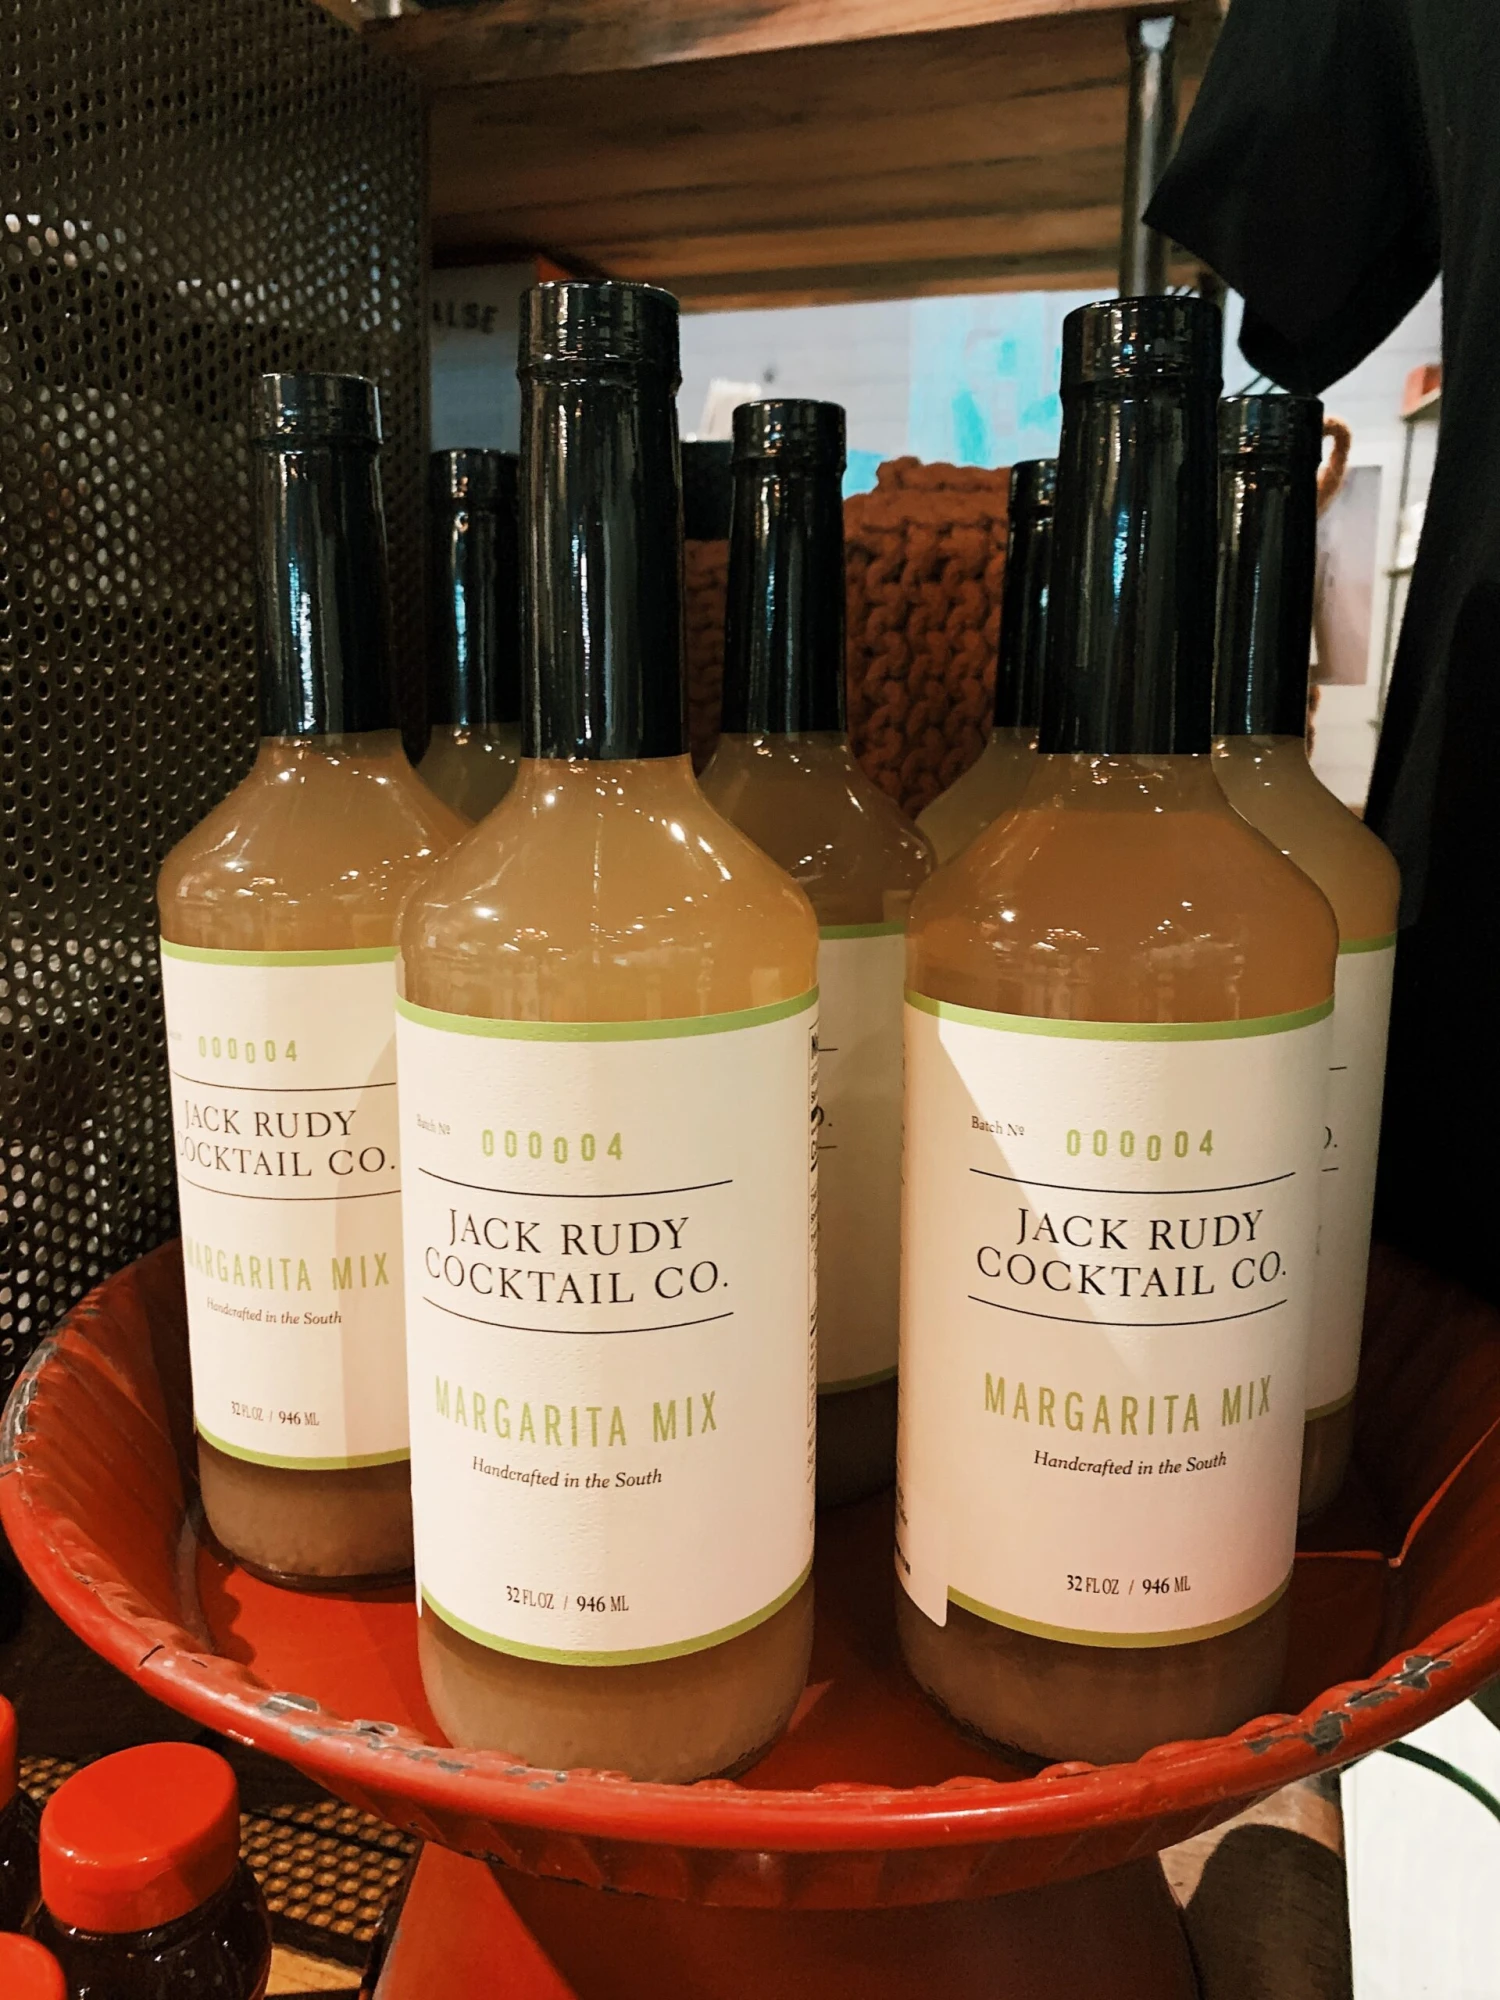 ALSE
000004
JACK RUDY
COCKTAIL CO.
MARGARITA MIX
Handcrafted in the South
32 FL OZ / 946 ML
Batch Nº 000004
JACK RUDY
COCKTAIL CO.
MARGARITA MIX
Handcrafted in the South
32 FL OZ / 946 ML
Batch Nº 000004
JACK RUDY
COCKTAIL CO.
MARGARITA MIX
Handcrafted in the South
32 FL OZ / 946 ML